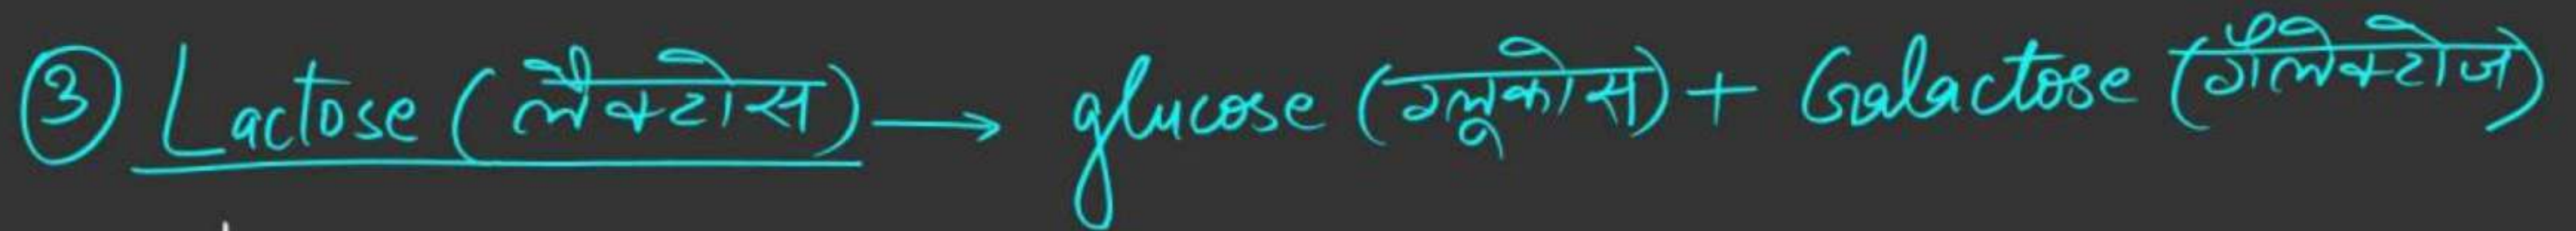 ③ Lactose (लैक्टोस) → glucose (ग्लूकोस) + Galactose (गैलेक्टोज)